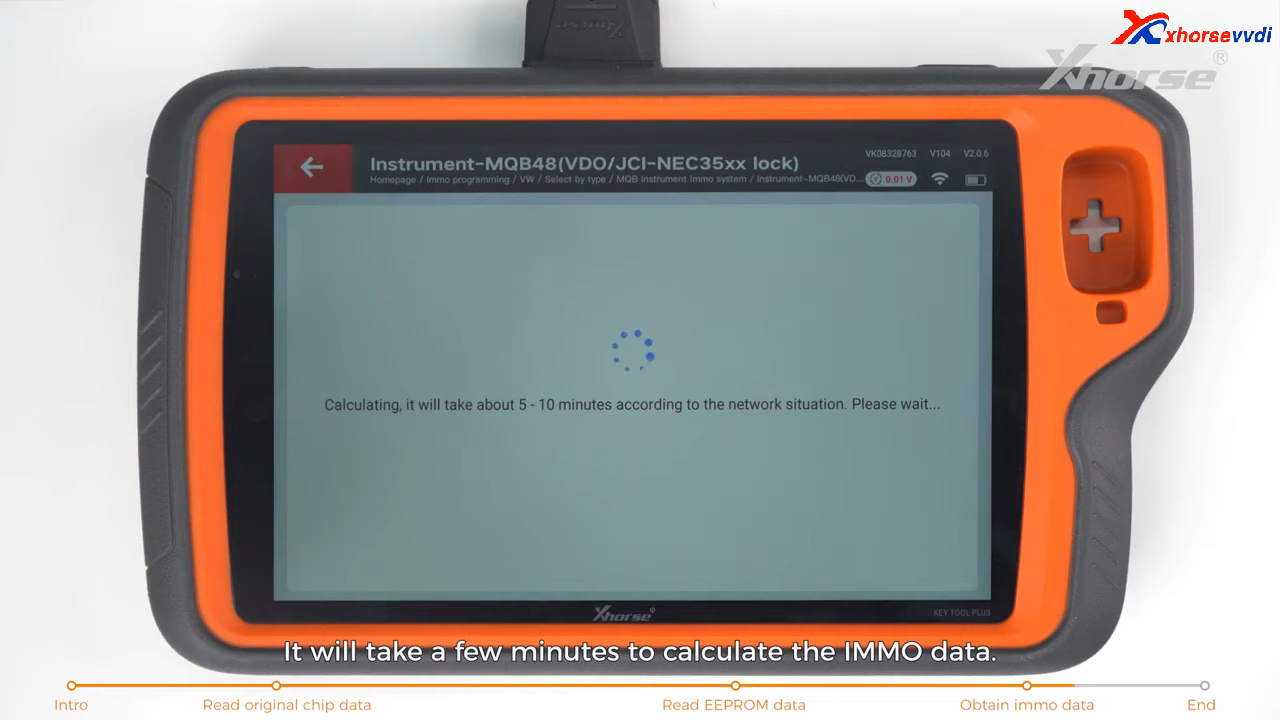 xhorsevvdi
Xhorse®
Xhorse
Instrument-MQB48(VDO/JCI-NEC35xx lock)
VK08328763 V104 V2.0.6
Homepage / Immo programming / VW / Select by type / MQB Instrument Immo system / Instrument-MQB48(VD...
0.01 V
Calculating, it will take about 5 - 10 minutes according to the network situation. Please wait...
Xhorse®
KEY TOOL PLUS
It will take a few minutes to calculate the IMMO data.
Intro
Read original chip data
Read EEPROM data
Obtain immo data
End